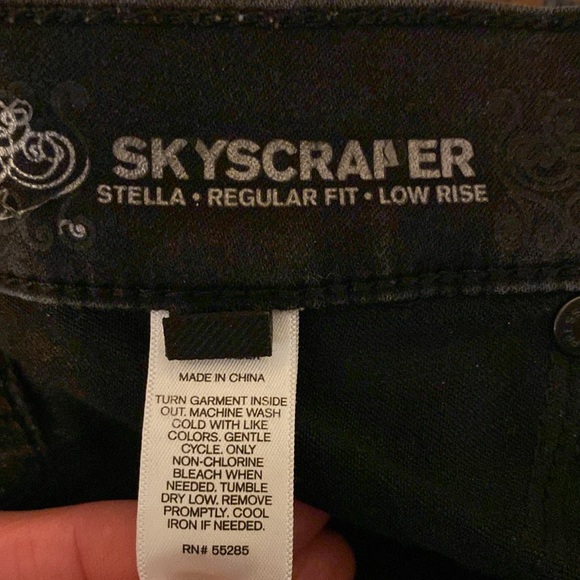 SKYSCRAPER
STELLA • REGULAR FIT • LOW RISE
MADE IN CHINA
TURN GARMENT INSIDE
OUT. MACHINE WASH
COLD WITH LIKE
COLORS. GENTLE
CYCLE. ONLY
NON-CHLORINE
BLEACH WHEN
NEEDED. TUMBLE
DRY LOW. REMOVE
PROMPTLY. COOL
IRON IF NEEDED.
RN# 55285